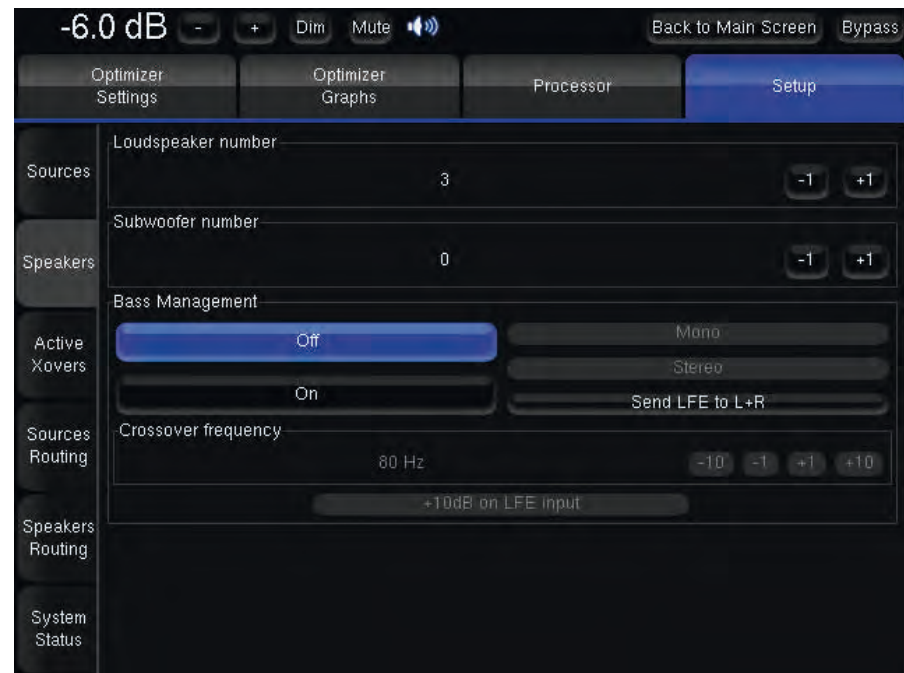 -6.0 dB - + Dim Mute Back to Main Screen Bypass
Optimizer Settings
Optimizer Graphs
Processor
Setup
Sources
Speakers
Active Xovers
Sources Routing
Speakers Routing
System Status
Loudspeaker number
3 -1 +1
Subwoofer number
0 -1 +1
Bass Management
Off
Mono
Stereo
On
Send LFE to L+R
Crossover frequency
80 Hz -10 -1 +1 +10
+10dB on LFE input